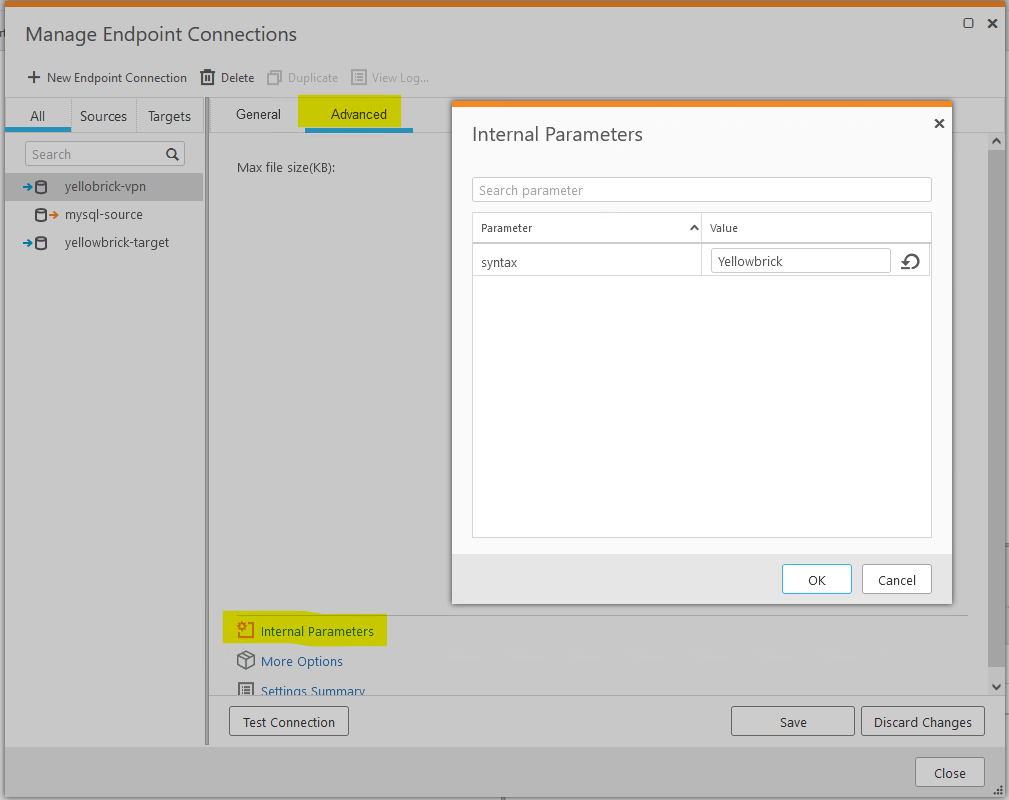 Manage Endpoint Connections
New Endpoint Connection Delete Duplicate View Log...
All Sources Targets
General Advanced
Search
yellobrick-vpn
mysql-source
yellowbrick-target
Max file size(KB):
Internal Parameters
Search parameter
Parameter Value
syntax Yellowbrick
OK Cancel
Internal Parameters
More Options
Settings Summary
Test Connection Save Discard Changes
Close